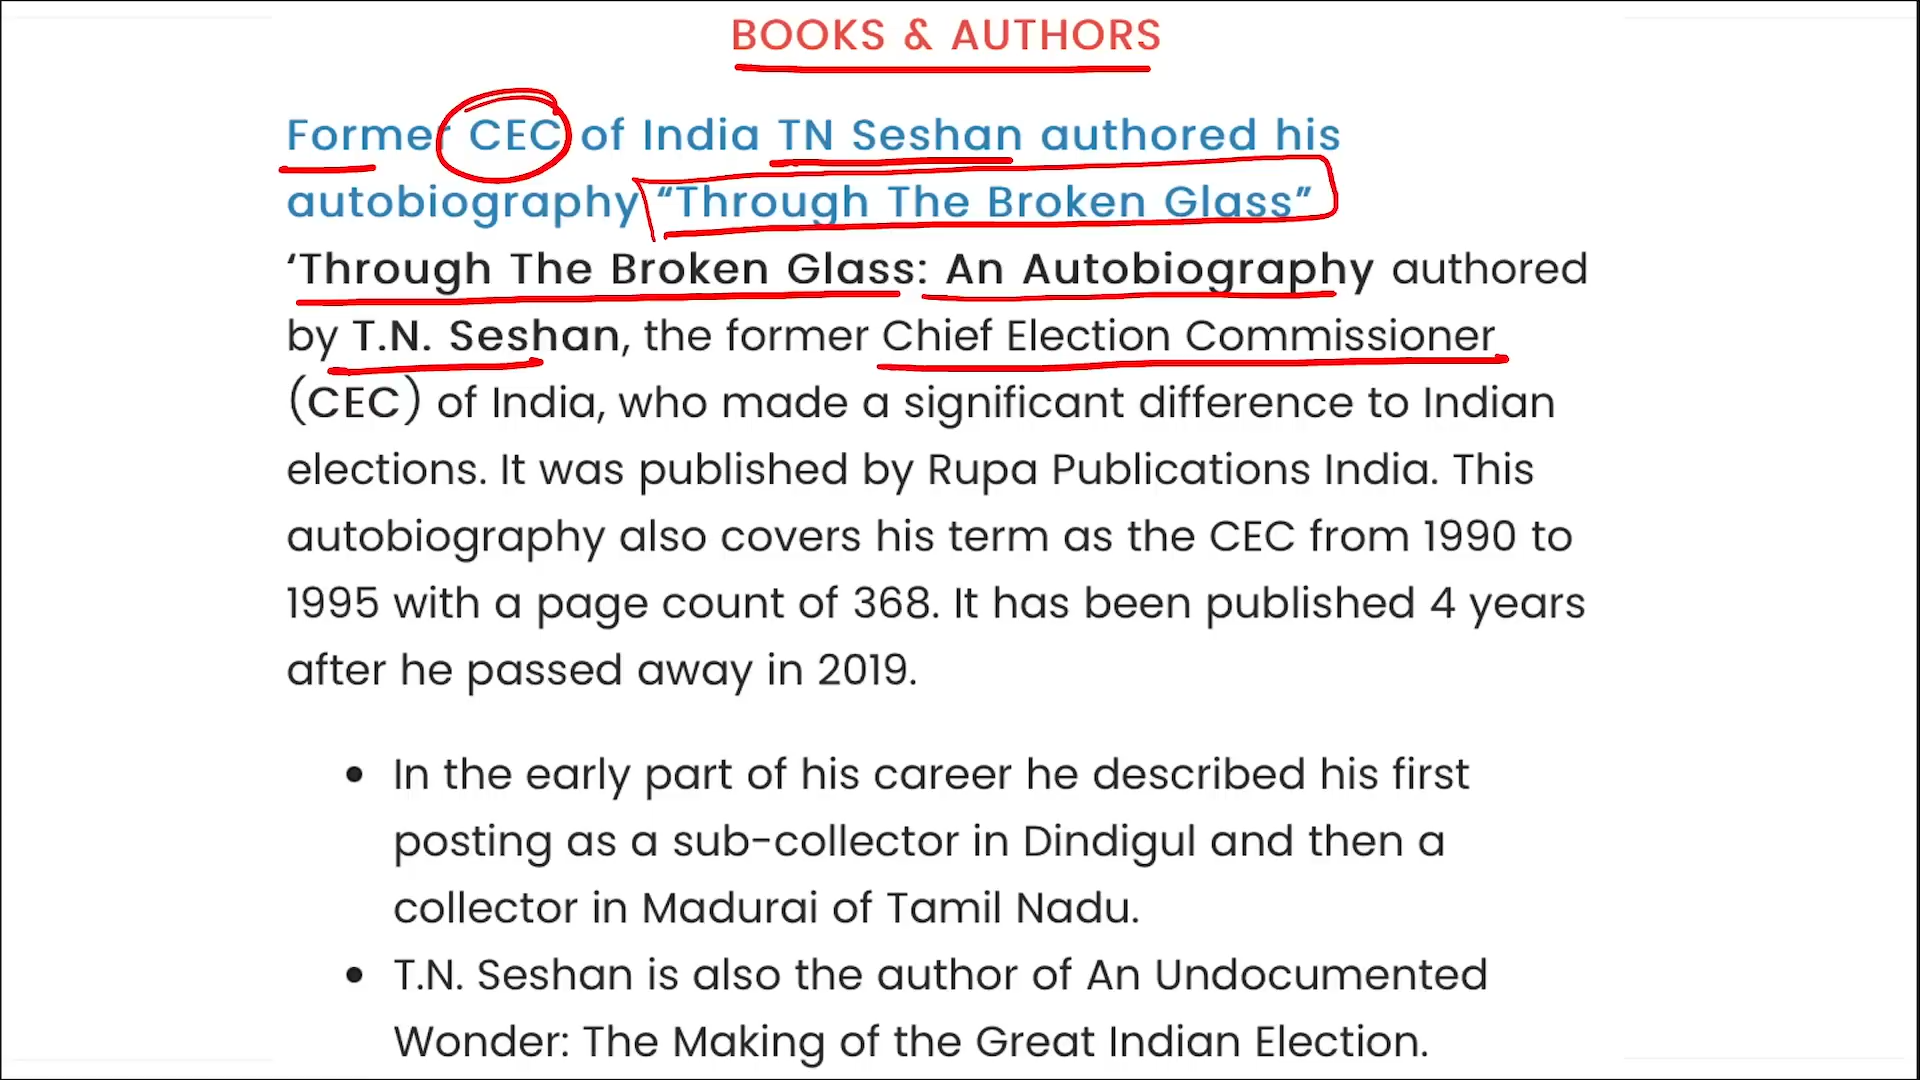 BOOKS & AUTHORS
Former CEC of India TN Seshan authored his
autobiography “Through The Broken Glass”
‘Through The Broken Glass: An Autobiography authored
by T.N. Seshan, the former Chief Election Commissioner
(CEC) of India, who made a significant difference to Indian
elections. It was published by Rupa Publications India. This
autobiography also covers his term as the CEC from 1990 to
1995 with a page count of 368. It has been published 4 years
after he passed away in 2019.
• In the early part of his career he described his first
posting as a sub-collector in Dindigul and then a
collector in Madurai of Tamil Nadu.
• T.N. Seshan is also the author of An Undocumented
Wonder: The Making of the Great Indian Election.